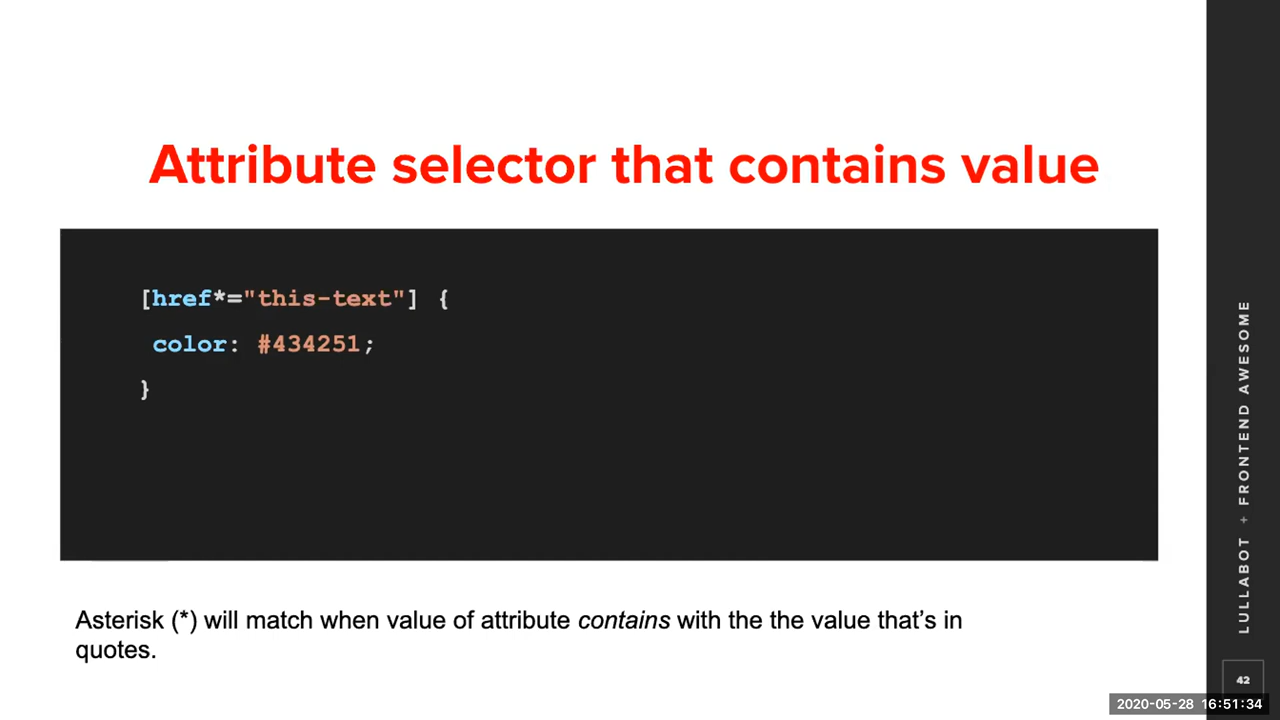 Attribute selector that contains value
[href*="this-text"] {
color: #434251;
}
Asterisk (*) will match when value of attribute contains with the the value that's in
quotes.
LULLABOT + FRONTEND AWESOME
42
2020-05-28 16:51:34